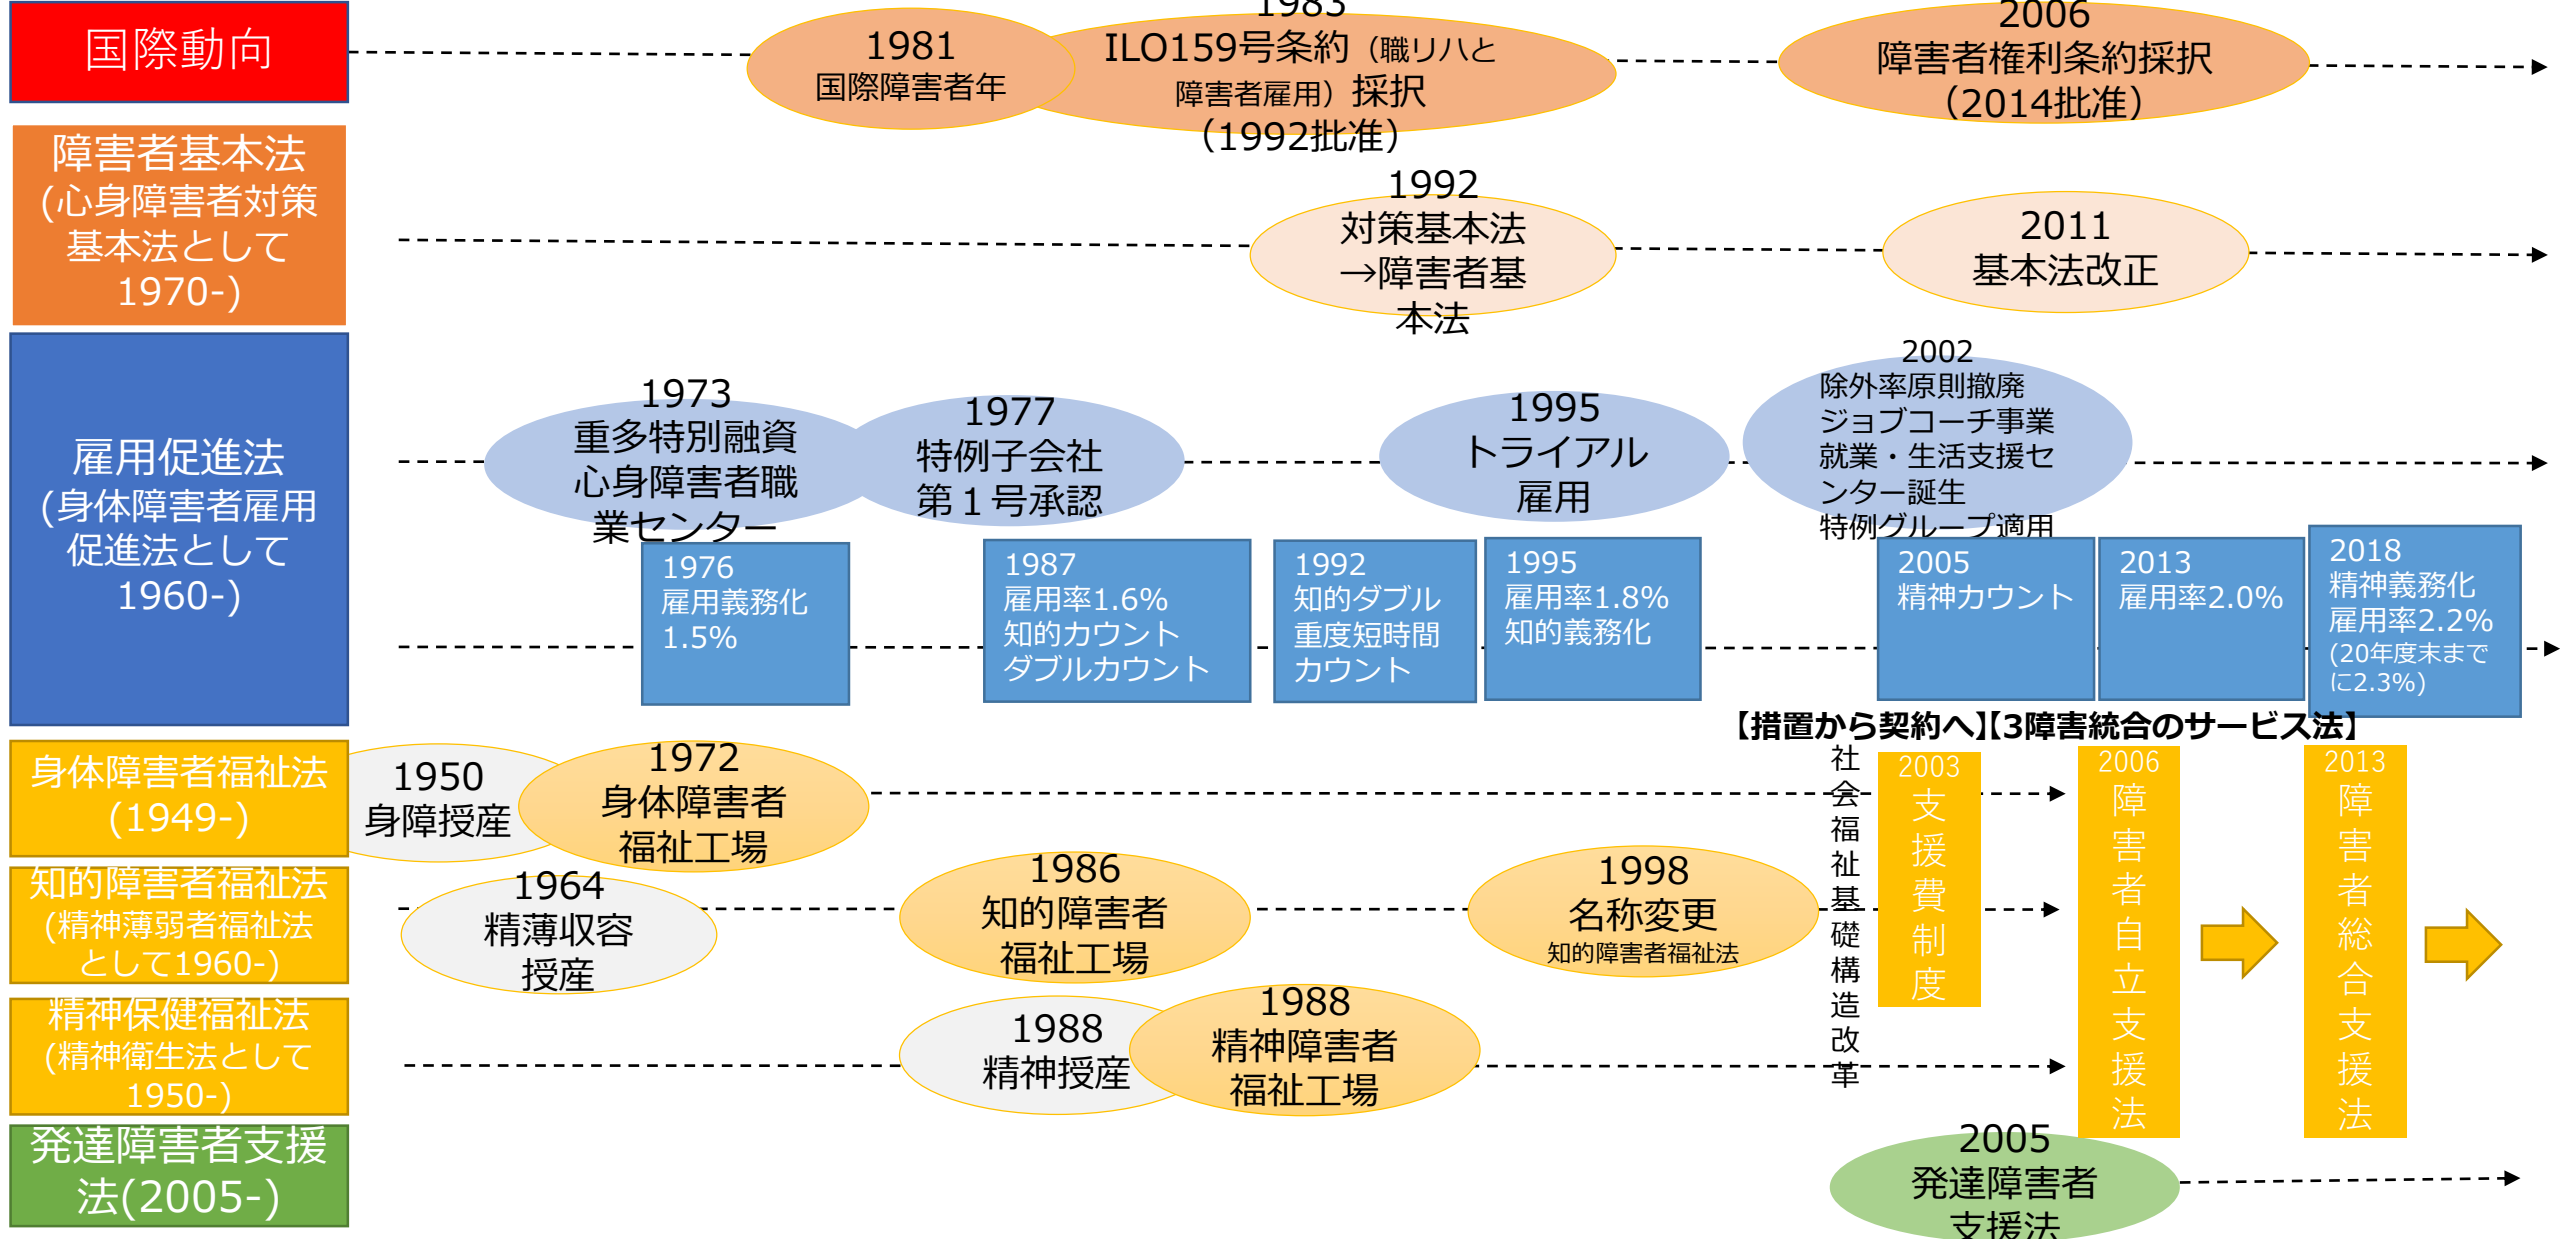 国際動向
1981
国際障害者年
1983
ILO159号条約（職リハと
障害者雇用）採択
（1992批准）
2006
障害者権利条約採択
（2014批准）
障害者基本法
(心身障害者対策
基本法として
1970-)
1992
対策基本法
→障害者基
本法
2011
基本法改正
雇用促進法
(身体障害者雇用
促進法として
1960-)
1973
重多特別融資
心身障害者職
業センター
1977
特例子会社
第１号承認
1995
トライアル
雇用
2002
除外率原則撤廃
ジョブコーチ事業
就業・生活支援セ
ンター誕生
特例グループ適用
1976
雇用義務化
1.5%
1987
雇用率1.6%
知的カウント
ダブルカウント
1992
知的ダブル
重度短時間
カウント
1995
雇用率1.8%
知的義務化
2005
精神カウント
2013
雇用率2.0%
2018
精神義務化
雇用率2.2%
(20年度末まで
に2.3%)
【措置から契約へ】【3障害統合のサービス法】
身体障害者福祉法
(1949-)
1950
身障授産
1972
身体障害者
福祉工場
知的障害者福祉法
(精神薄弱者福祉法
として1960-)
1964
精薄収容
授産
1986
知的障害者
福祉工場
1998
名称変更
知的障害者福祉法
精神保健福祉法
(精神衛生法として
1950-)
1988
精神授産
1988
精神障害者
福祉工場
社会福祉基礎構造改革
2003
支援費制度
2006
障害者自立支援法
2013
障害者総合支援法
発達障害者支援
法(2005-)
2005
発達障害者
支援法